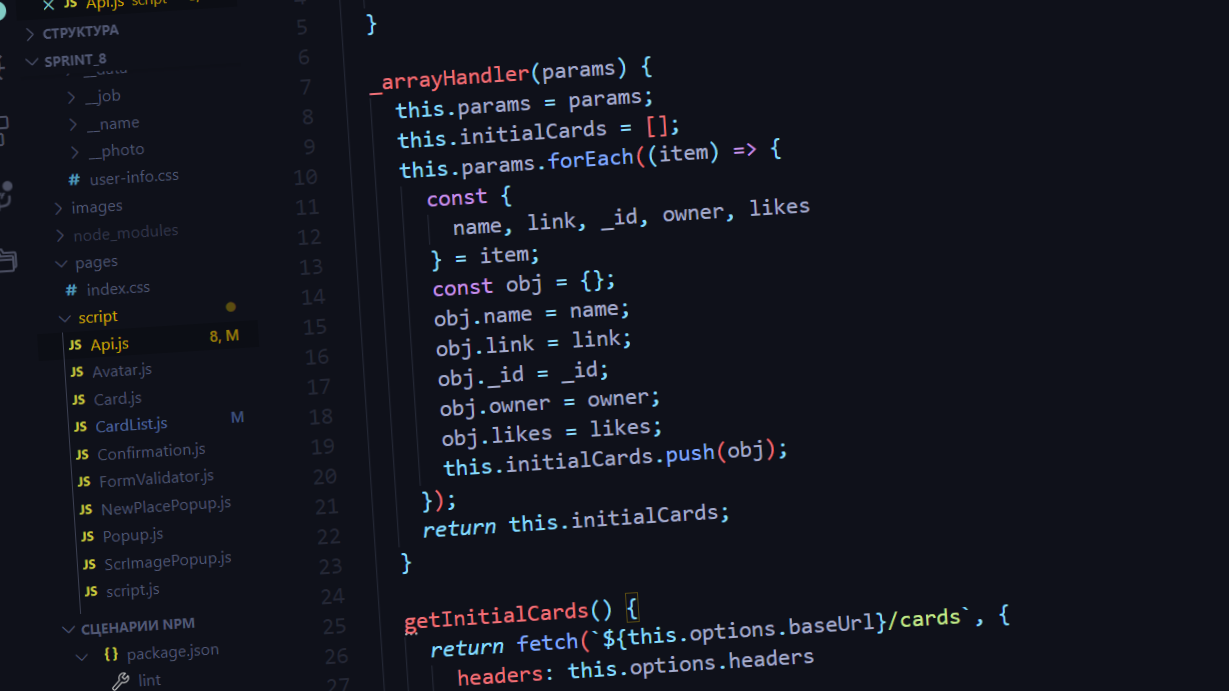 JS Api.js script
СТРУКТУРА
SPRINT_8
__data
__job
__name
__photo
# user-info.css
images
node_modules
pages
# index.css
script
JS Api.js 8, M
JS Avatar.js
JS Card.js
JS CardList.js M
JS Confirmation.js
JS FormValidator.js
JS NewPlacePopup.js
JS Popup.js
JS ScrImagePopup.js
JS script.js
СЦЕНАРИИ NPM
{} package.json
lint
4
5 }
6
7 _arrayHandler(params) {
8 this.params = params;
9 this.initialCards = [];
10 this.params.forEach((item) => {
11 const {
12 name, link, _id, owner, likes
13 } = item;
14 const obj = {};
15 obj.name = name;
16 obj.link = link;
17 obj._id = _id;
18 obj.owner = owner;
19 obj.likes = likes;
20 this.initialCards.push(obj);
21 });
22 return this.initialCards;
23 }
24
25 getInitialCards() {
26 return fetch(`${this.options.baseUrl}/cards`, {
27 headers: this.options.headers